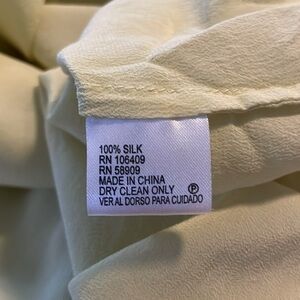 100% SILK
RN 106409
RN 58909
MADE IN CHINA
DRY CLEAN ONLY Ⓟ
VER AL DORSO PARA CUIDADO